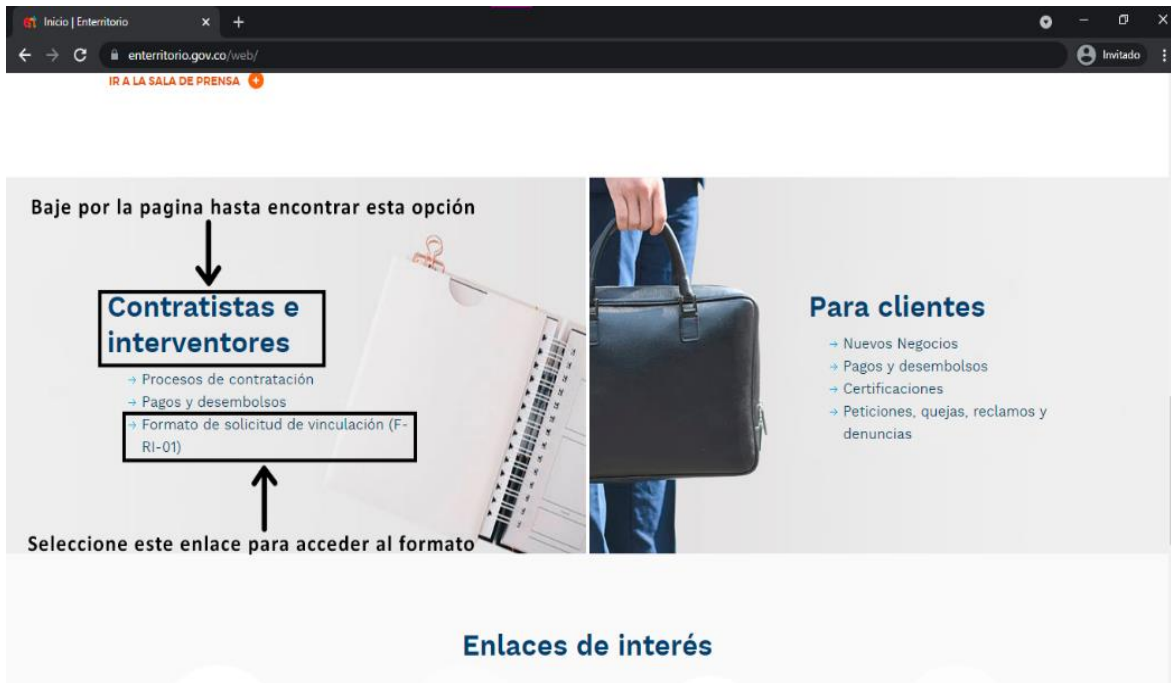 Inicio | Enterritorio
enterritorio.gov.co/web/
Invitado
IR A LA SALA DE PRENSA
Baje por la pagina hasta encontrar esta opción
Contratistas e
interventores
Procesos de contratación
Pagos y desembolsos
Formato de solicitud de vinculación (F-
RI-01)
Seleccione este enlace para acceder al formato
Para clientes
Nuevos Negocios
Pagos y desembolsos
Certificaciones
Peticiones, quejas, reclamos y
denuncias
Enlaces de interés